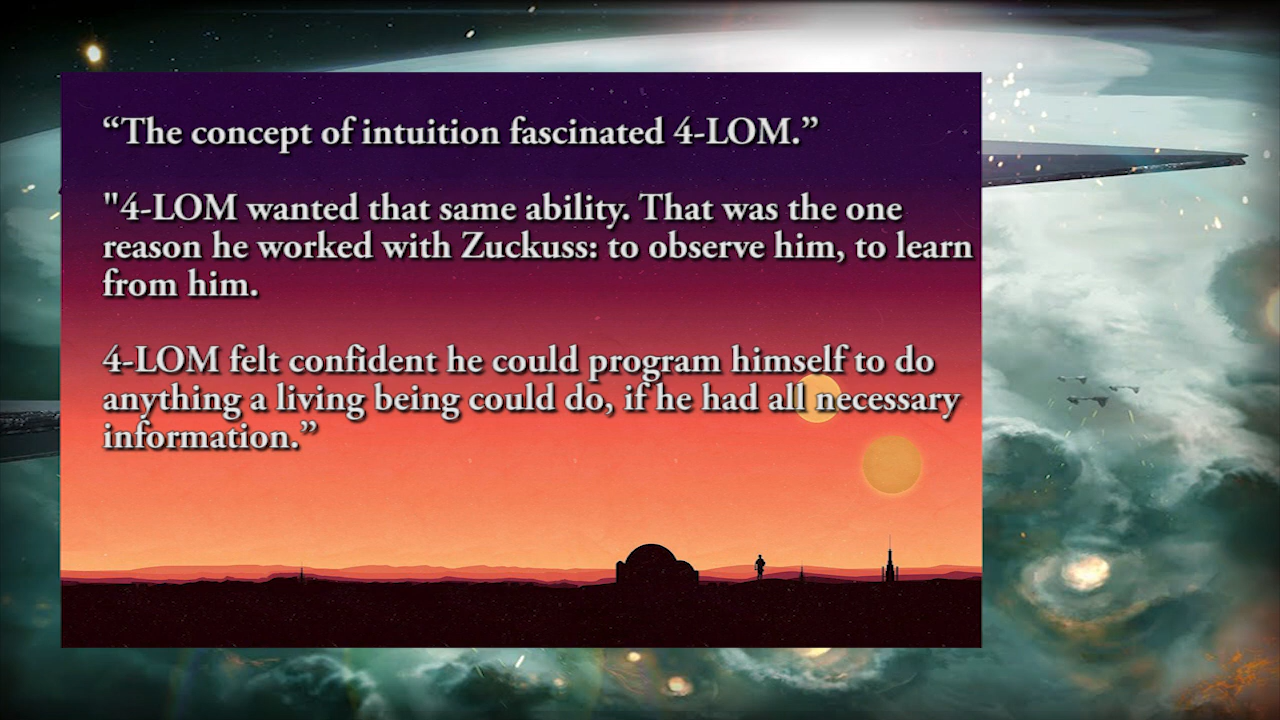 “The concept of intuition fascinated 4-LOM.”
"4-LOM wanted that same ability. That was the one
reason he worked with Zuckuss: to observe him, to learn
from him.
4-LOM felt confident he could program himself to do
anything a living being could do, if he had all necessary
information.”